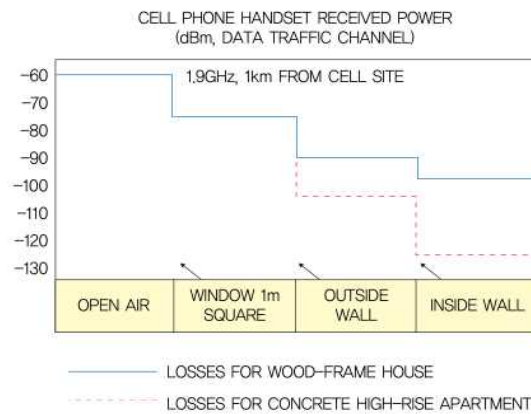 CELL PHONE HANDSET RECEIVED POWER
(dBm, DATA TRAFFIC CHANNEL)
1.9GHz, 1km FROM CELL SITE
-60
-70
-80
-90
-100
-110
-120
-130
OPEN AIR
WINDOW 1m
SQUARE
OUTSIDE
WALL
INSIDE WALL
LOSSES FOR WOOD-FRAME HOUSE
LOSSES FOR CONCRETE HIGH-RISE APARTMENT